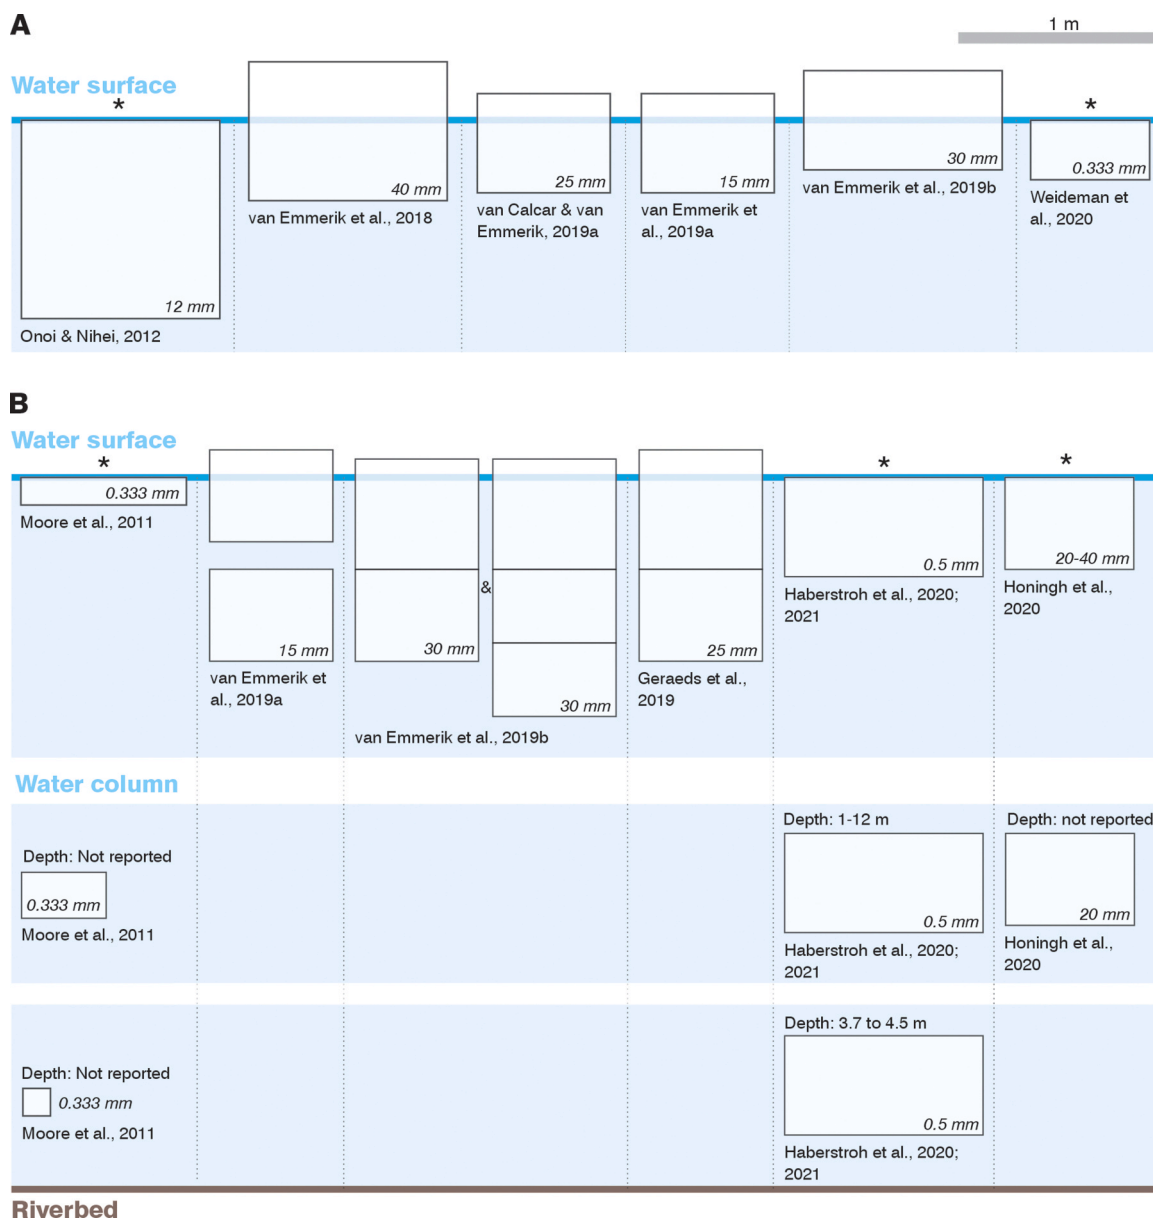 A
1 m
Water surface
*
*
12 mm
Onoi & Nihei, 2012
40 mm
van Emmerik et al., 2018
25 mm
van Calcar & van
Emmerik, 2019a
15 mm
van Emmerik et
al., 2019a
30 mm
van Emmerik et al., 2019b
0.333 mm
Weideman et
al., 2020
B
Water surface
*
*
*
0.333 mm
Moore et al., 2011
15 mm
van Emmerik et
al., 2019a
30 mm
&
30 mm
van Emmerik et al., 2019b
25 mm
Geraeds et al.,
2019
0.5 mm
Haberstroh et al., 2020;
2021
20-40 mm
Honingh et al.,
2020
Water column
Depth: Not reported
0.333 mm
Moore et al., 2011
Depth: 1-12 m
0.5 mm
Haberstroh et al., 2020;
2021
Depth: not reported
20 mm
Honingh et al.,
2020
Depth: Not reported
0.333 mm
Moore et al., 2011
Depth: 3.7 to 4.5 m
0.5 mm
Haberstroh et al., 2020;
2021
Riverbed